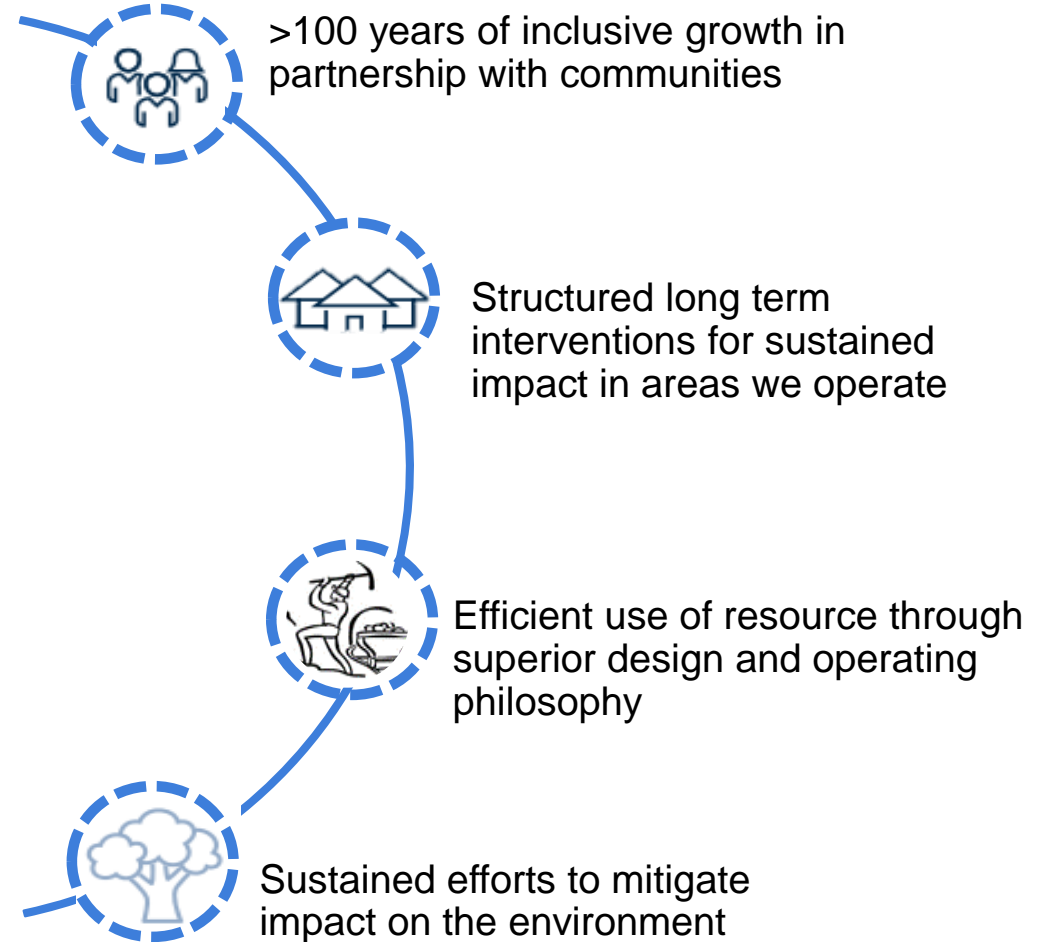 >100 years of inclusive growth in
partnership with communities
Structured long term
interventions for sustained
impact in areas we operate
Efficient use of resource through
superior design and operating
philosophy
Sustained efforts to mitigate
impact on the environment